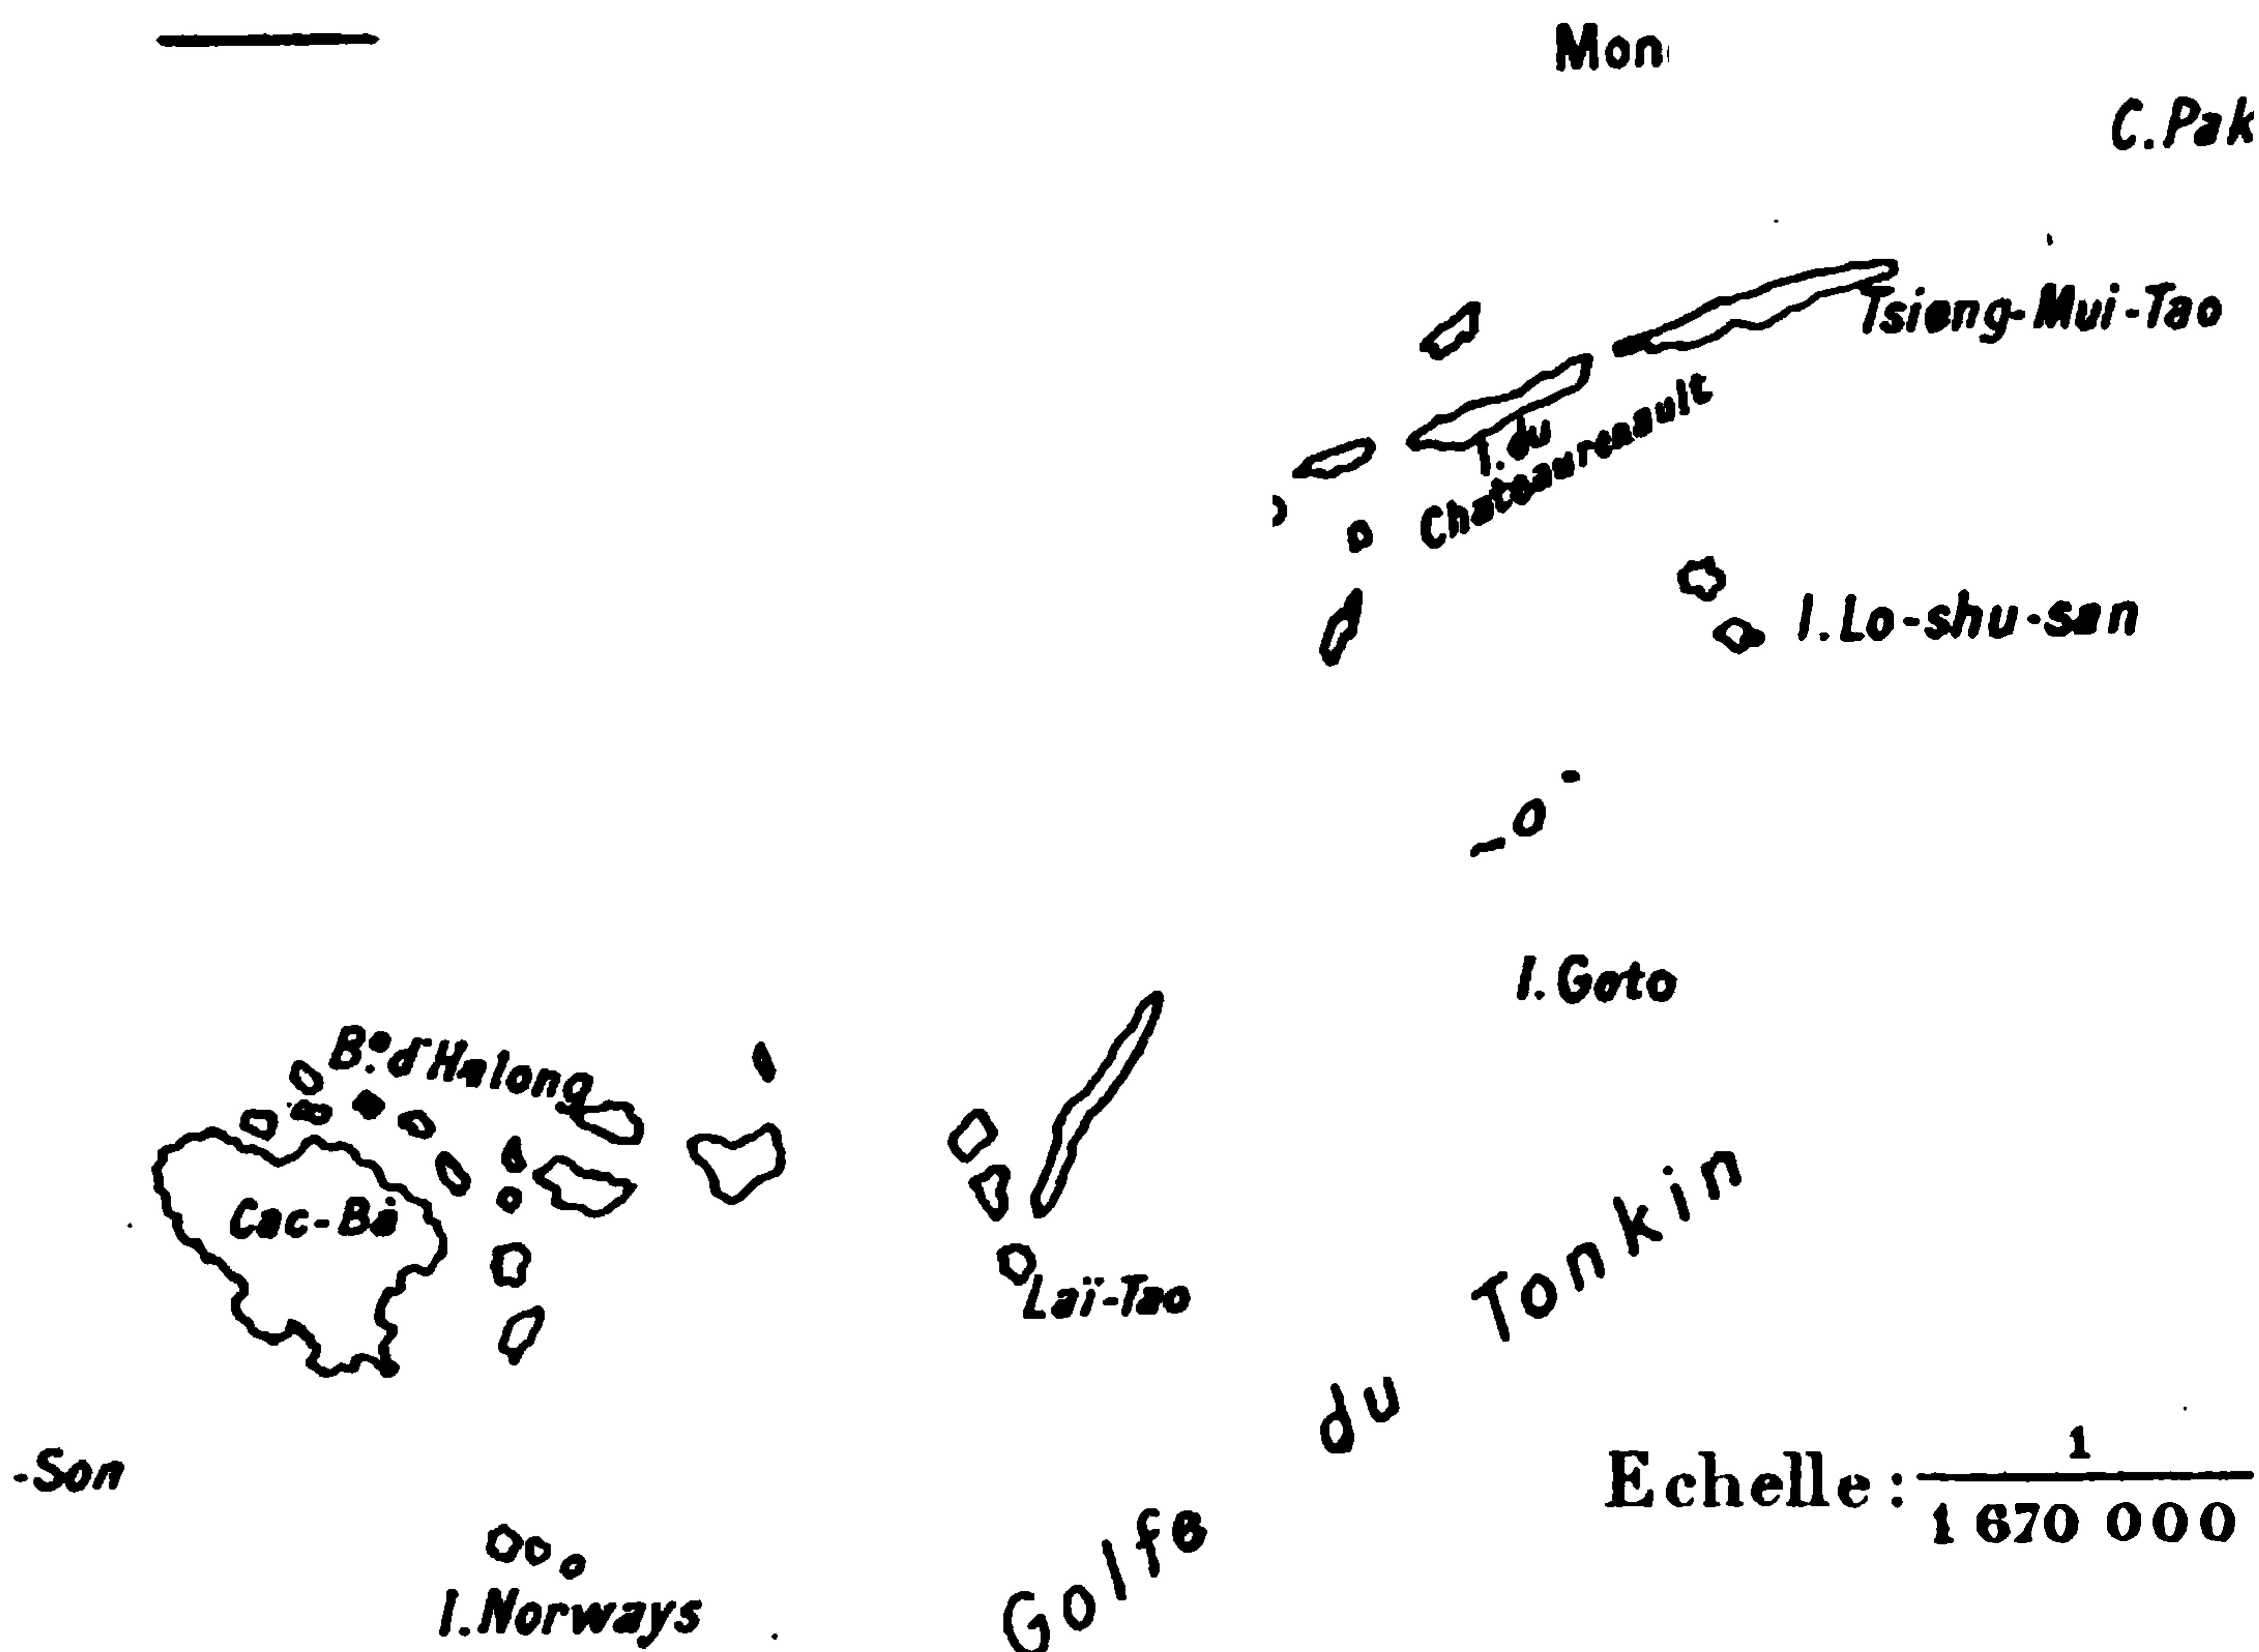 Mon
C. Pak
Tsieng-Mui-Tao
I. du
Chateaurenault
I. Lo-shu-san
I. Goto
B.ᵉ d'Halong
Cac-Ba
Laï-Tao
Golfe du Tonkin
-Son
I. Norways
Echelle: 1
1 670 000